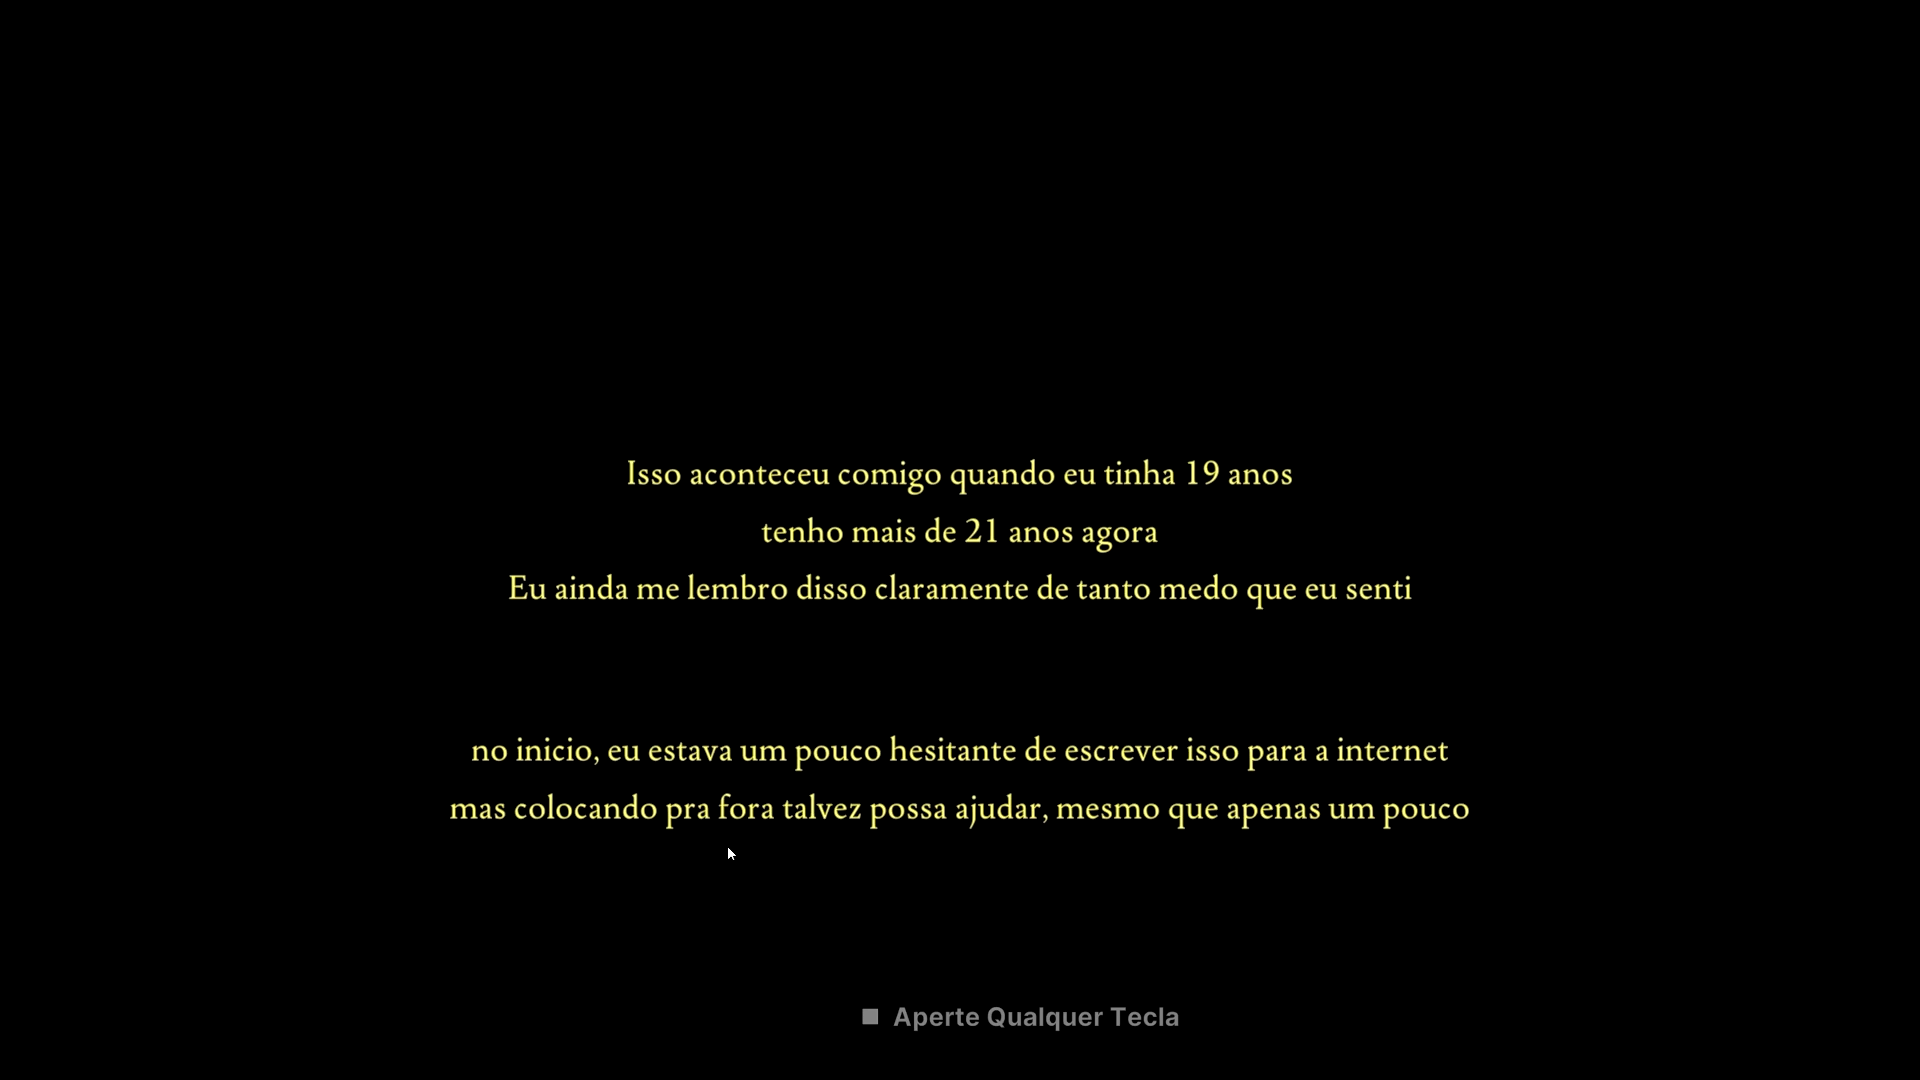 Isso aconteceu comigo quando eu tinha 19 anos
tenho mais de 21 anos agora
Eu ainda me lembro disso claramente de tanto medo que eu senti
no inicio, eu estava um pouco hesitante de escrever isso para a internet
mas colocando pra fora talvez possa ajudar, mesmo que apenas um pouco
Aperte Qualquer Tecla